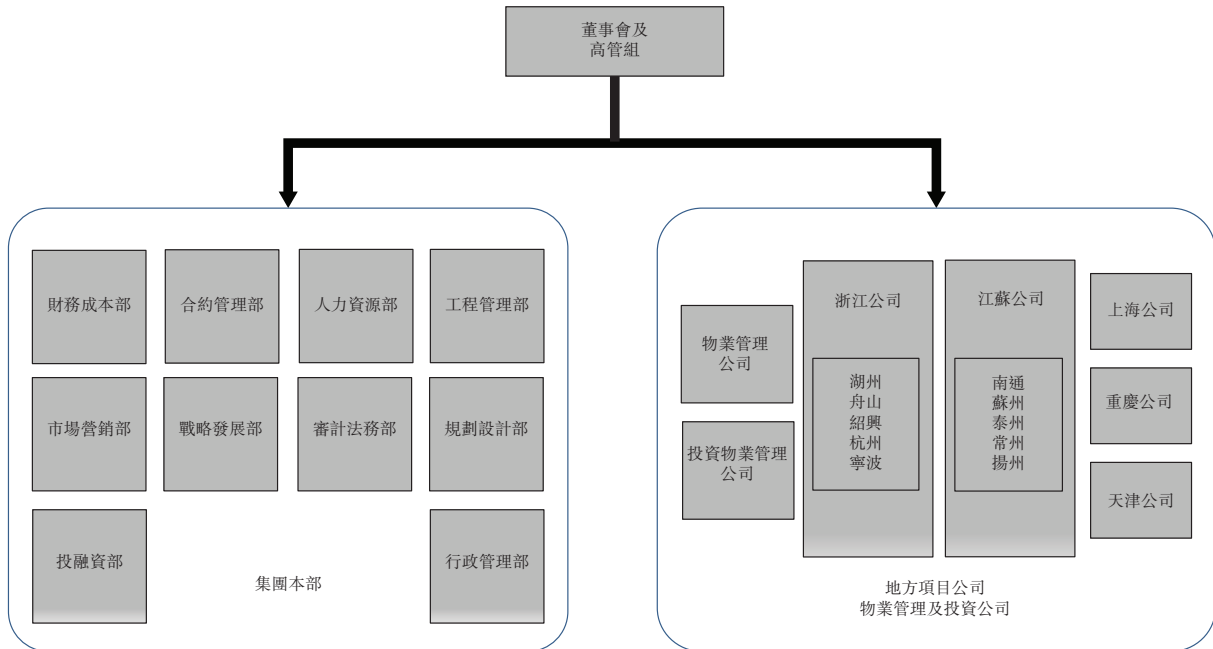 董事會及
高管組
財務成本部
合約管理部
人力資源部
工程管理部
市場營銷部
戰略發展部
審計法務部
規劃設計部
投融資部
行政管理部
集團本部
物業管理
公司
投資物業管理
公司
浙江公司
湖州
舟山
紹興
杭州
寧波
江蘇公司
南通
蘇州
泰州
常州
揚州
上海公司
重慶公司
天津公司
地方項目公司
物業管理及投資公司